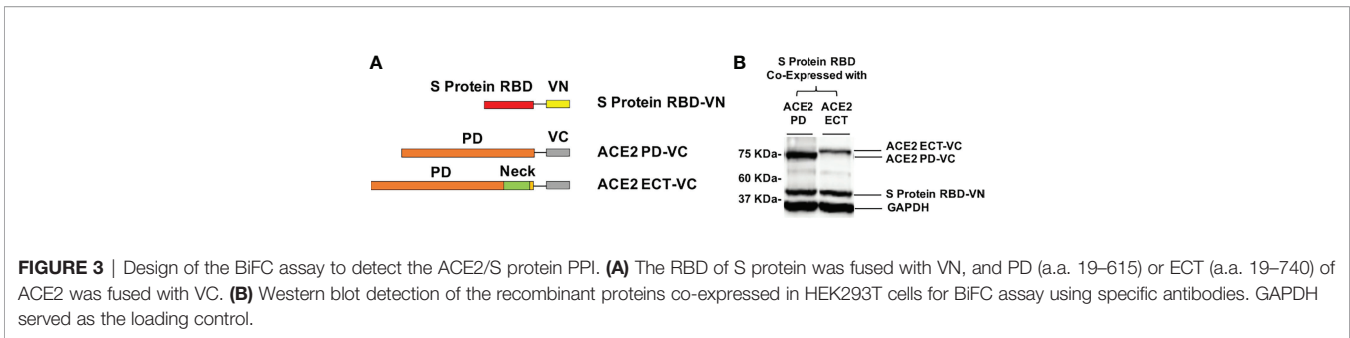 A
S Protein RBD VN
S Protein RBD-VN
PD VC
ACE2 PD-VC
PD Neck
ACE2 ECT-VC
B
S Protein RBD
Co-Expressed with
ACE2 ACE2
PD ECT
75 KDa-
60 KDa-
37 KDa-
ACE2 ECT-VC
ACE2 PD-VC
S Protein RBD-VN
GAPDH
FIGURE 3 | Design of the BiFC assay to detect the ACE2/S protein PPI. (A) The RBD of S protein was fused with VN, and PD (a.a. 19–615) or ECT (a.a. 19–740) of
ACE2 was fused with VC. (B) Western blot detection of the recombinant proteins co-expressed in HEK293T cells for BiFC assay using specific antibodies. GAPDH
served as the loading control.